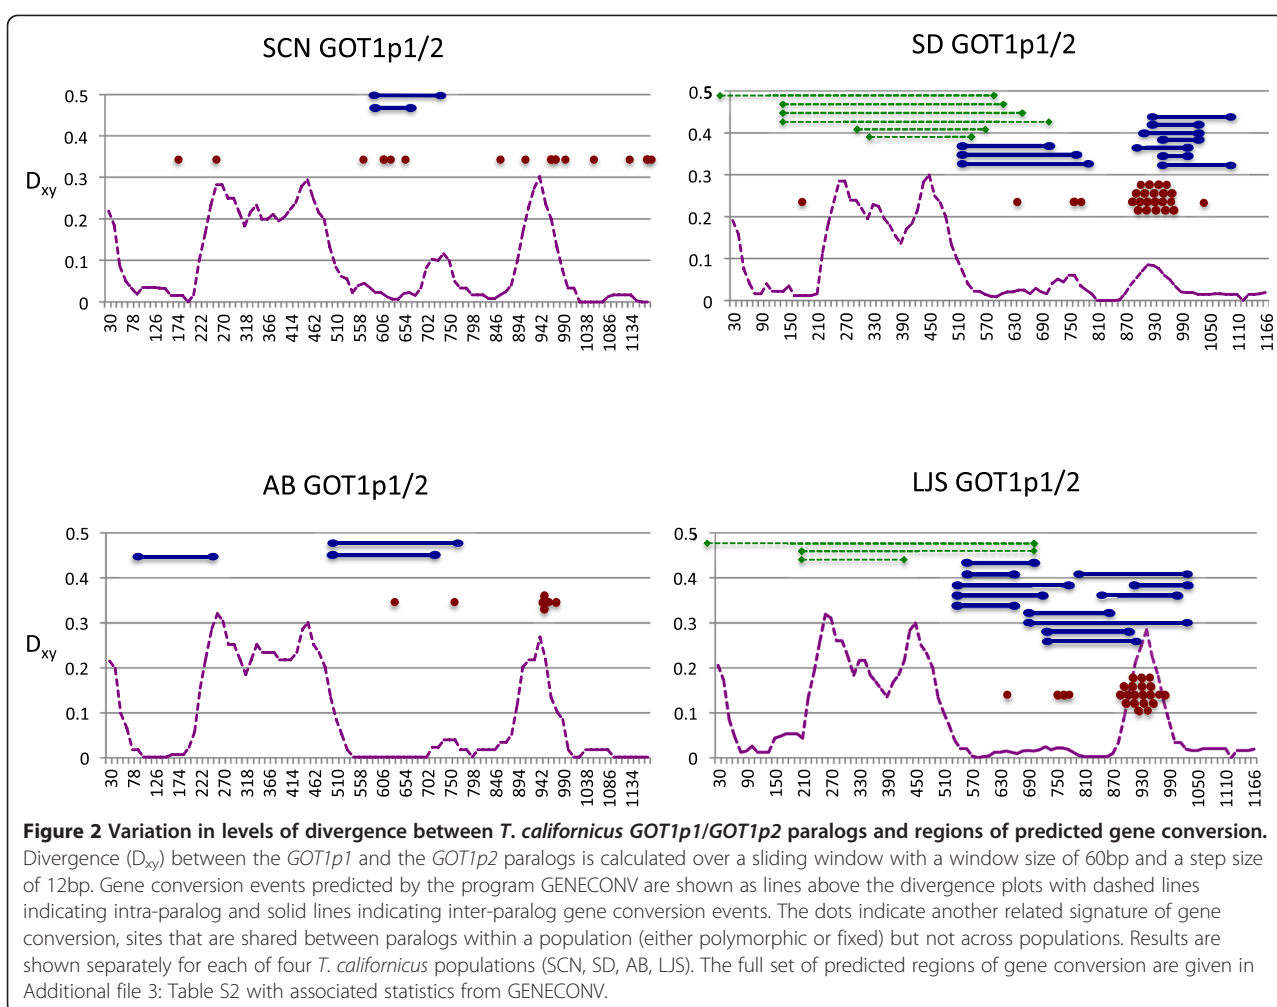 SCN GOT1p1/2
0.5
0.4
0.3
0.2
0.1
0
Dxy
30 78 126 174 222 270 318 366 414 462 510 558 606 654 702 750 798 846 894 942 990 1038 1086 1134
SD GOT1p1/2
0.5
0.4
0.3
0.2
0.1
0
30 90 150 210 270 330 390 450 510 570 630 690 750 810 870 930 990 1050 1110 1166
AB GOT1p1/2
0.5
0.4
0.3
0.2
0.1
0
Dxy
30 78 126 174 222 270 318 366 414 462 510 558 606 654 702 750 798 846 894 942 990 1038 1086 1134
LJS GOT1p1/2
0.5
0.4
0.3
0.2
0.1
0
30 90 150 210 270 330 390 450 510 570 630 690 750 810 870 930 990 1050 1110 1166
Figure 2 Variation in levels of divergence between T. californicus GOT1p1/GOT1p2 paralogs and regions of predicted gene conversion.
Divergence (Dxy) between the GOT1p1 and the GOT1p2 paralogs is calculated over a sliding window with a window size of 60bp and a step size
of 12bp. Gene conversion events predicted by the program GENECONV are shown as lines above the divergence plots with dashed lines
indicating intra-paralog and solid lines indicating inter-paralog gene conversion events. The dots indicate another related signature of gene
conversion, sites that are shared between paralogs within a population (either polymorphic or fixed) but not across populations. Results are
shown separately for each of four T. californicus populations (SCN, SD, AB, LJS). The full set of predicted regions of gene conversion are given in
Additional file 3: Table S2 with associated statistics from GENECONV.